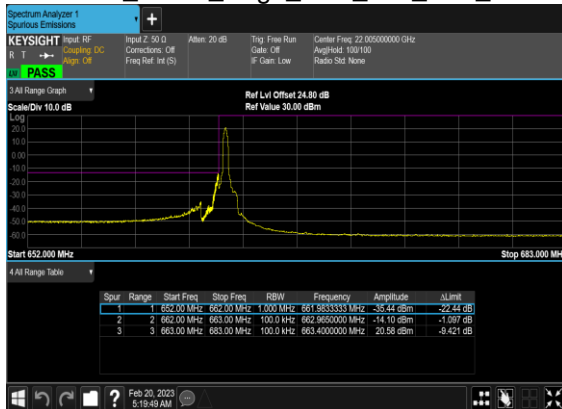 Spectrum Analyzer 1
Spurious Emissions
+
KEYSIGHT
R T
Input: RF
Coupling: DC
Align: Off
Input Z: 50 Ω
Corrections: Off
Freq Ref: Int (S)
Atten: 20 dB
Trig: Free Run
Gate: Off
IF Gain: Low
Center Freq: 22.005000000 GHz
Avg|Hold: 100/100
Radio Std: None
PASS
3 All Range Graph
Scale/Div 10.0 dB
Ref Lvl Offset 24.80 dB
Ref Value 30.00 dBm
Log
20.0
10.0
0.00
-10.0
-20.0
-30.0
-40.0
-50.0
-60.0
Start 652.000 MHz
Stop 683.000 MH
4 All Range Table
Spur Range Start Freq Stop Freq RBW Frequency Amplitude ΔLimit
1 1 652.00 MHz 662.00 MHz 1.000 MHz 661.9833333 MHz -35.44 dBm -22.44 dB
2 2 662.00 MHz 663.00 MHz 100.0 kHz 662.9650000 MHz -14.10 dBm -1.097 dB
3 3 663.00 MHz 683.00 MHz 100.0 kHz 663.4000000 MHz 20.58 dBm -9.421 dB
?
Feb 20, 2023
5:19:49 AM